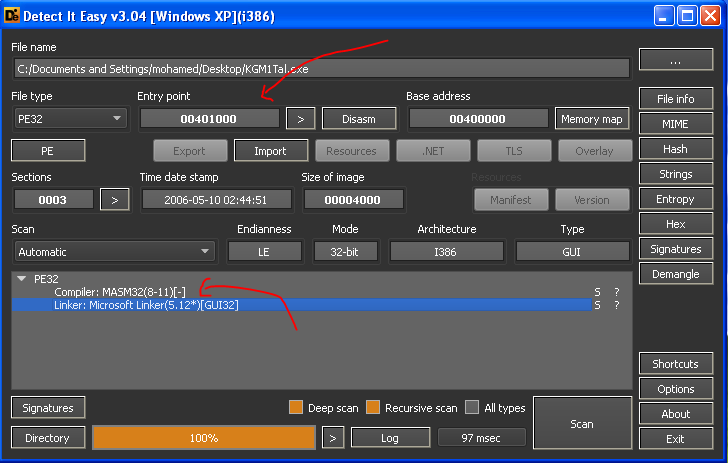 Detect It Easy v3.04 [Windows XP](i386)
File name
C:/Documents and Settings/mohamed/Desktop/KGM1Tal.exe
...
File type
Entry point
Base address
PE32
00401000
>
Disasm
00400000
Memory map
File info
MIME
PE
Export
Import
Resources
.NET
TLS
Overlay
Hash
Sections
Time date stamp
Size of image
Resources
Strings
0003
>
2006-05-10 02:44:51
00004000
Manifest
Version
Entropy
Hex
Scan
Endianness
Mode
Architecture
Type
Automatic
LE
32-bit
I386
GUI
Signatures
Demangle
PE32
Compiler: MASM32(8-11)[-]
S ?
Linker: Microsoft Linker(5.12*)[GUI32]
S ?
Shortcuts
Options
Signatures
Deep scan
Recursive scan
All types
Scan
About
Directory
100%
>
Log
97 msec
Exit